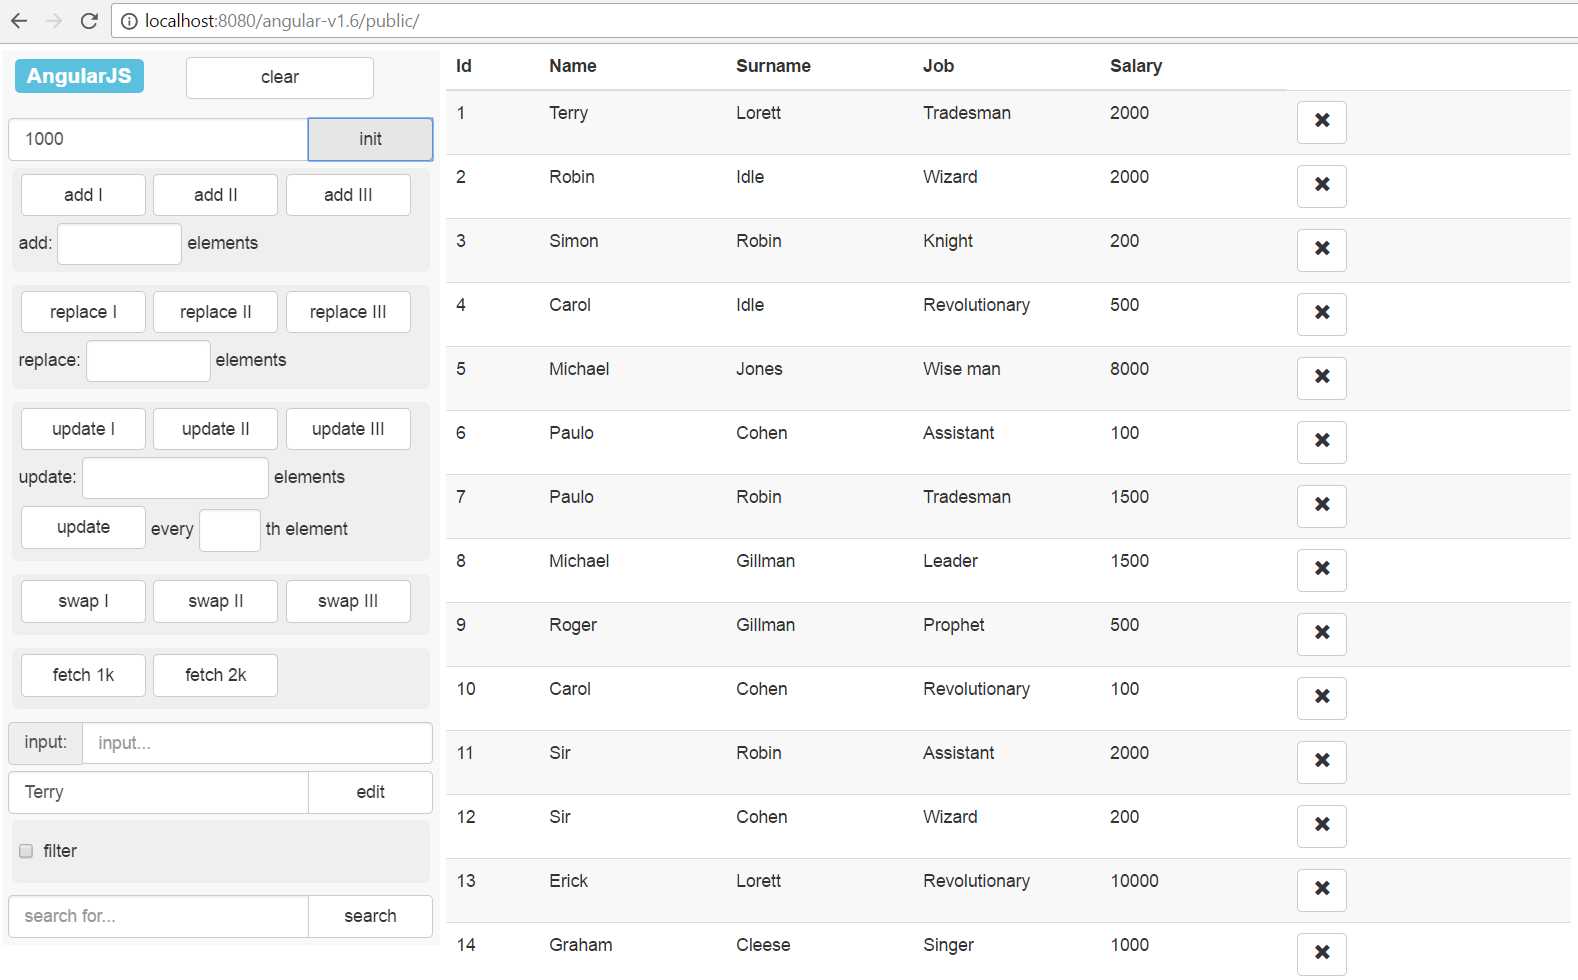 localhost:8080/angular-v1.6/public/
AngularJS clear
1000 init
add I add II add III
add: elements
replace I replace II replace III
replace: elements
update I update II update III
update: elements
update every th element
swap I swap II swap III
fetch 1k fetch 2k
input: input...
Terry edit
filter
search for... search
Id Name Surname Job Salary
1 Terry Lorett Tradesman 2000
2 Robin Idle Wizard 2000
3 Simon Robin Knight 200
4 Carol Idle Revolutionary 500
5 Michael Jones Wise man 8000
6 Paulo Cohen Assistant 100
7 Paulo Robin Tradesman 1500
8 Michael Gillman Leader 1500
9 Roger Gillman Prophet 500
10 Carol Cohen Revolutionary 100
11 Sir Robin Assistant 2000
12 Sir Cohen Wizard 200
13 Erick Lorett Revolutionary 10000
14 Graham Cleese Singer 1000